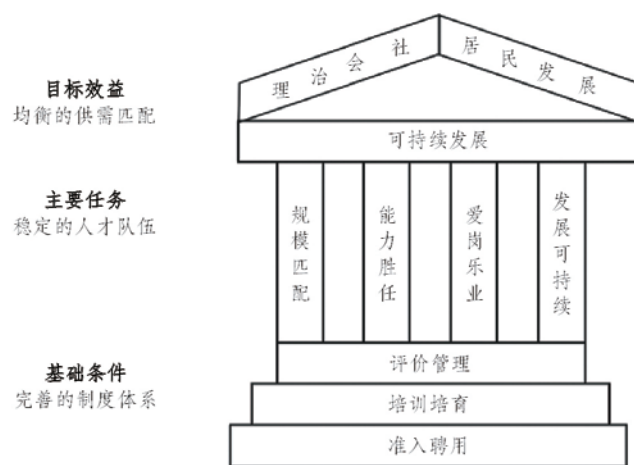 目标效益
均衡的供需匹配
社会治理
居民发展
可持续发展
主要任务
稳定的人才队伍
规模匹配
能力胜任
爱岗乐业
发展可持续
基础条件
完善的制度体系
评价管理
培训培育
准入聘用